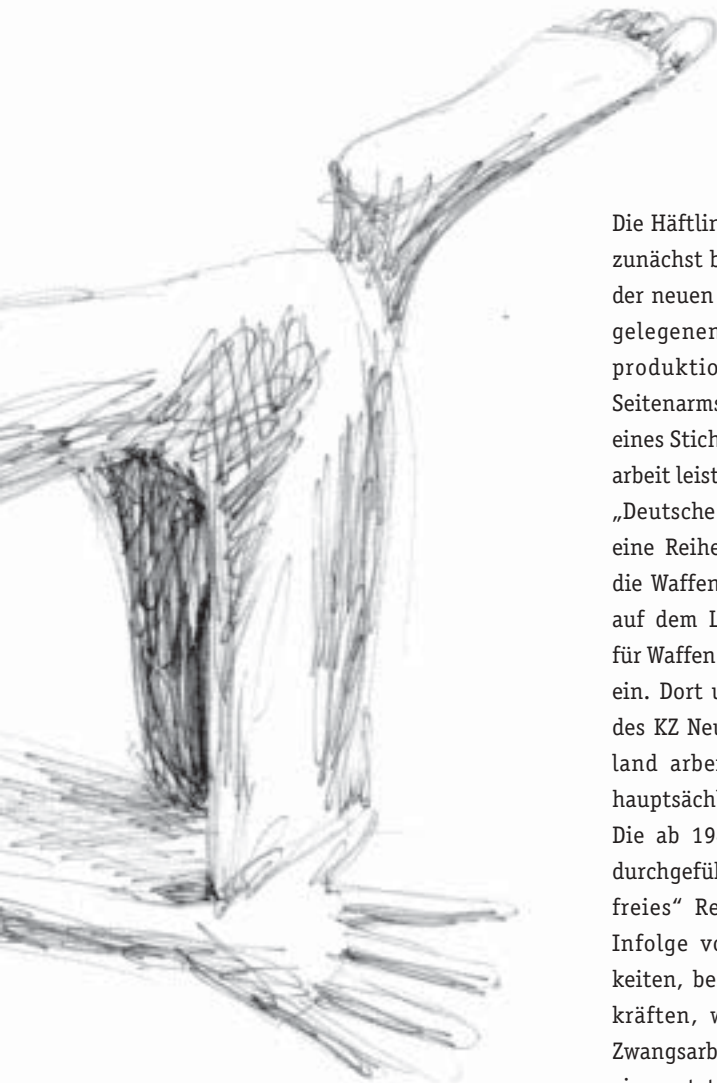 Die Häftlin
zunächst b
der neuen
gelegenen
produktio
Seitenarms
eines Stich
arbeit leist
„Deutsche
eine Reihe
die Waffen
auf dem L
für Waffen
ein. Dort u
des KZ Neu
land arbei
hauptsächl
Die ab 19
durchgefüh
freies“ Re
Infolge vo
keiten, be
kräften, w
Zwangsarb